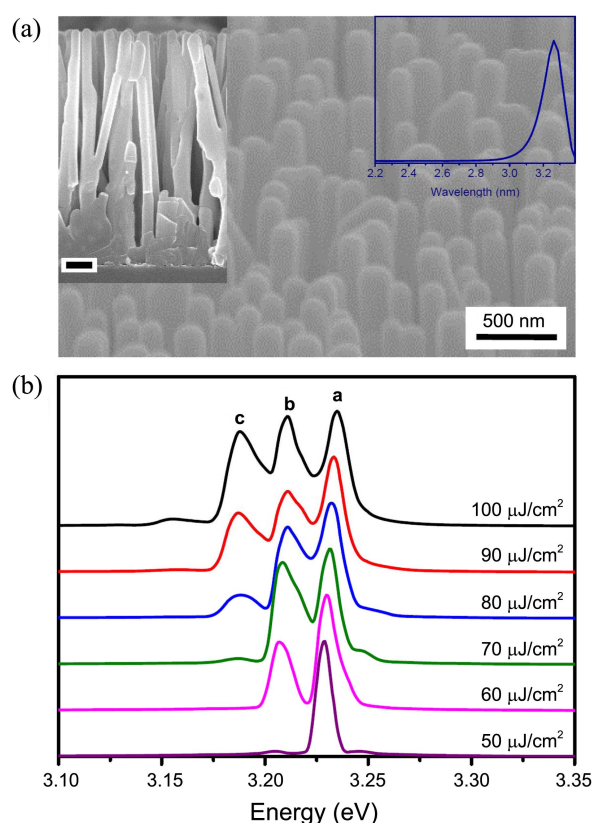 (a)
2.2 2.4 2.6 2.8 3.0 3.2
Wavelength (nm)
500 nm
(b)
a
b
c
100 μJ/cm²
90 μJ/cm²
80 μJ/cm²
70 μJ/cm²
60 μJ/cm²
50 μJ/cm²
3.10 3.15 3.20 3.25 3.30 3.35
Energy (eV)